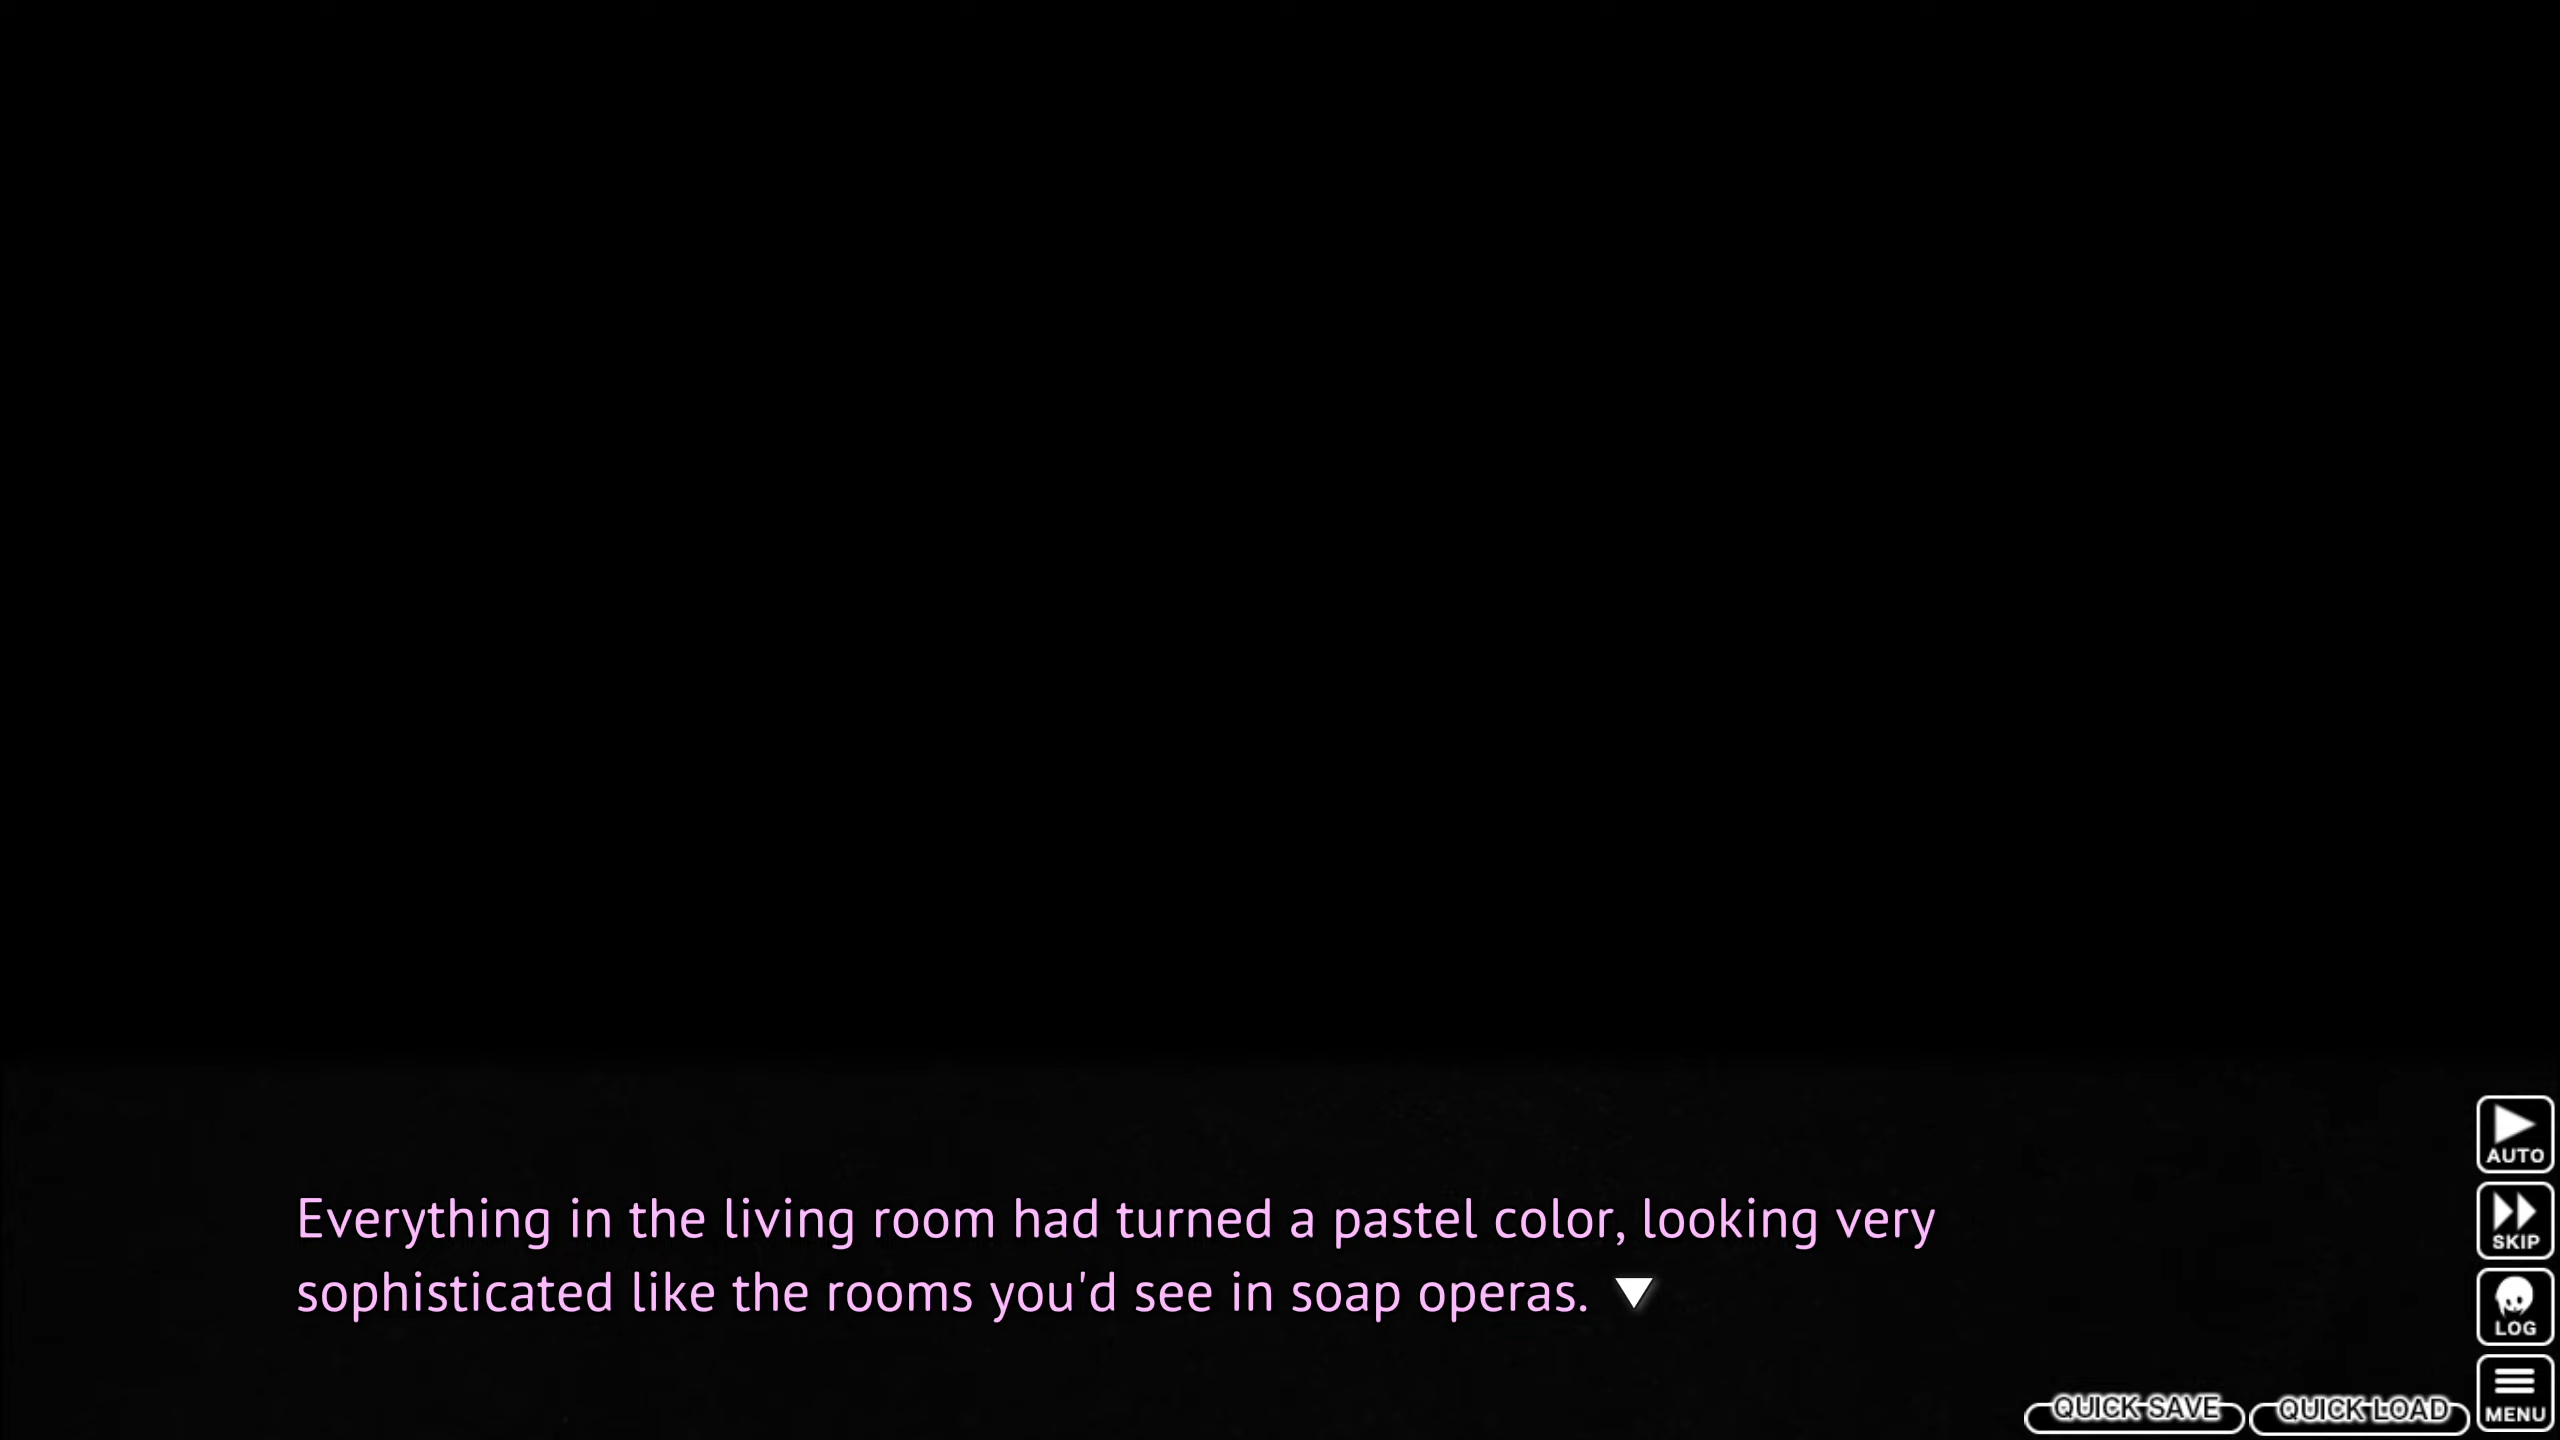 Everything in the living room had turned a pastel color, looking very
sophisticated like the rooms you'd see in soap operas.
AUTO
SKIP
LOG
MENU
QUICK SAVE
QUICK LOAD